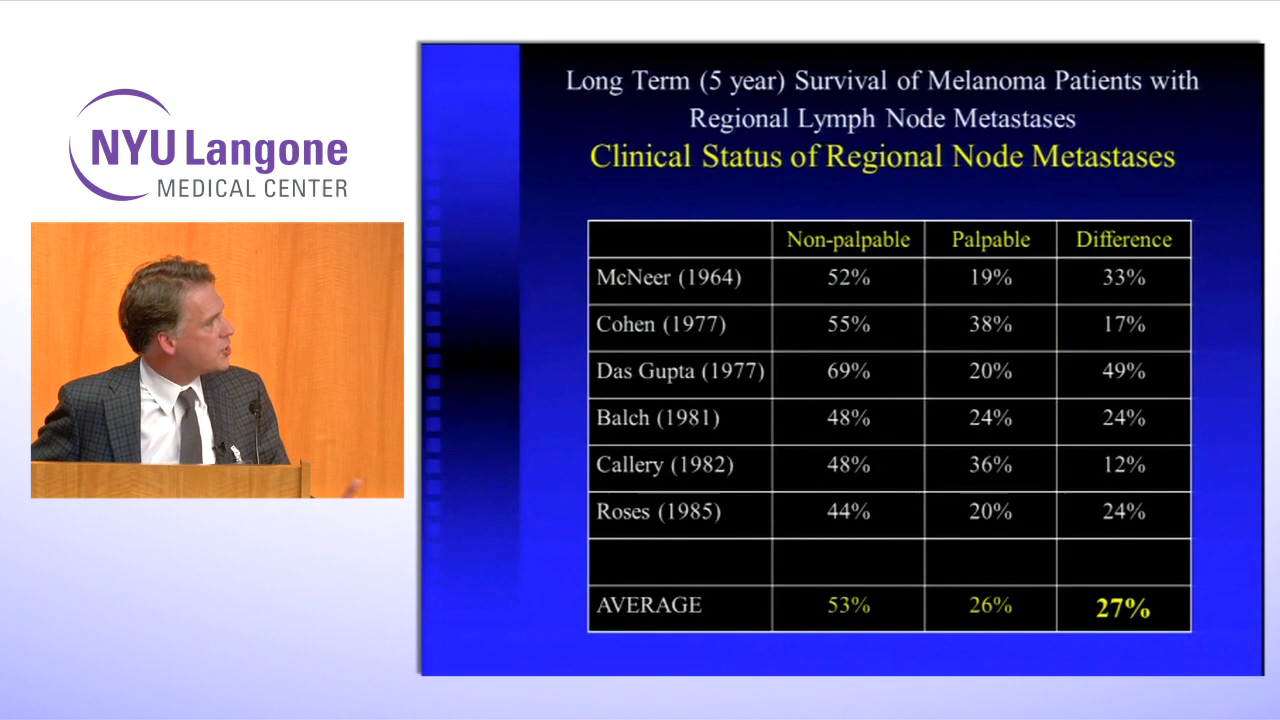 NYU Langone
MEDICAL CENTER
Long Term (5 year) Survival of Melanoma Patients with
Regional Lymph Node Metastases
Clinical Status of Regional Node Metastases
Non-palpable Palpable Difference
McNeer (1964) 52% 19% 33%
Cohen (1977) 55% 38% 17%
Das Gupta (1977) 69% 20% 49%
Balch (1981) 48% 24% 24%
Callery (1982) 48% 36% 12%
Roses (1985) 44% 20% 24%
AVERAGE 53% 26% 27%